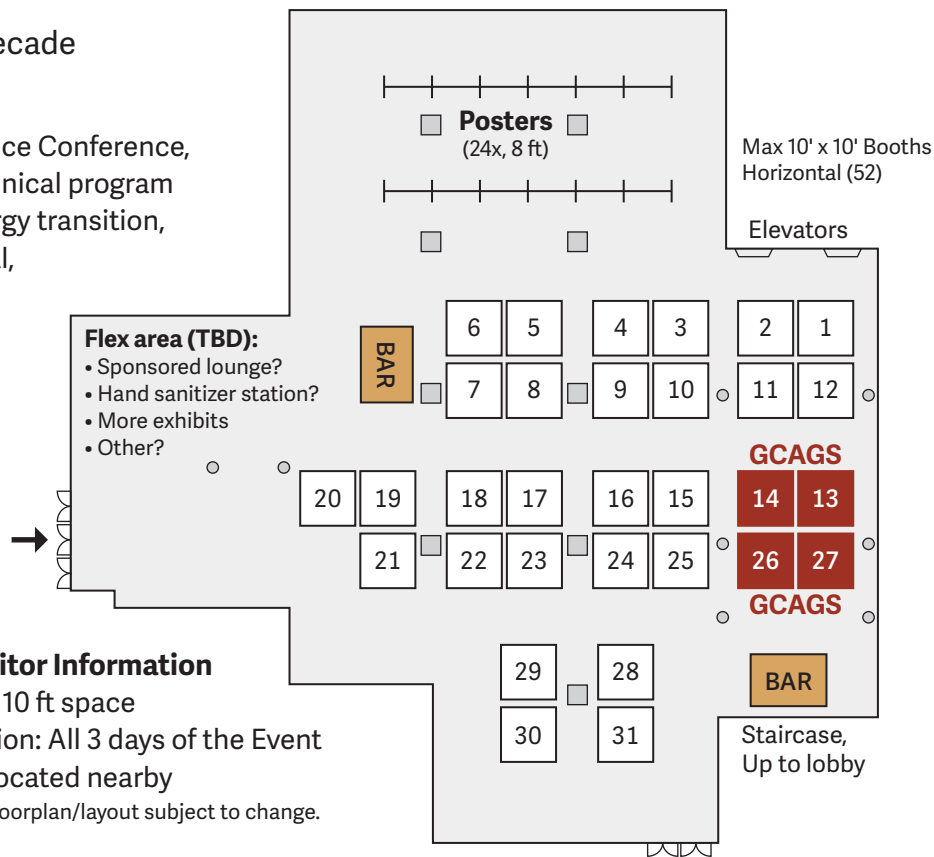 ecade
ce Conference,
nical program
gy transition,
l,
Posters
(24x, 8 ft)
Max 10' x 10' Booths
Horizontal (52)
Elevators
Flex area (TBD):
• Sponsored lounge?
• Hand sanitizer station?
• More exhibits
• Other?
BAR
6 5 4 3 2 1
7 8 9 10 11 12
GCAGS
20 19 18 17 16 15 14 13
21 22 23 24 25 26 27
GCAGS
29 28
30 31
BAR
Staircase,
Up to lobby
itor Information
10 ft space
ion: All 3 days of the Event
ocated nearby
oorplan/layout subject to change.